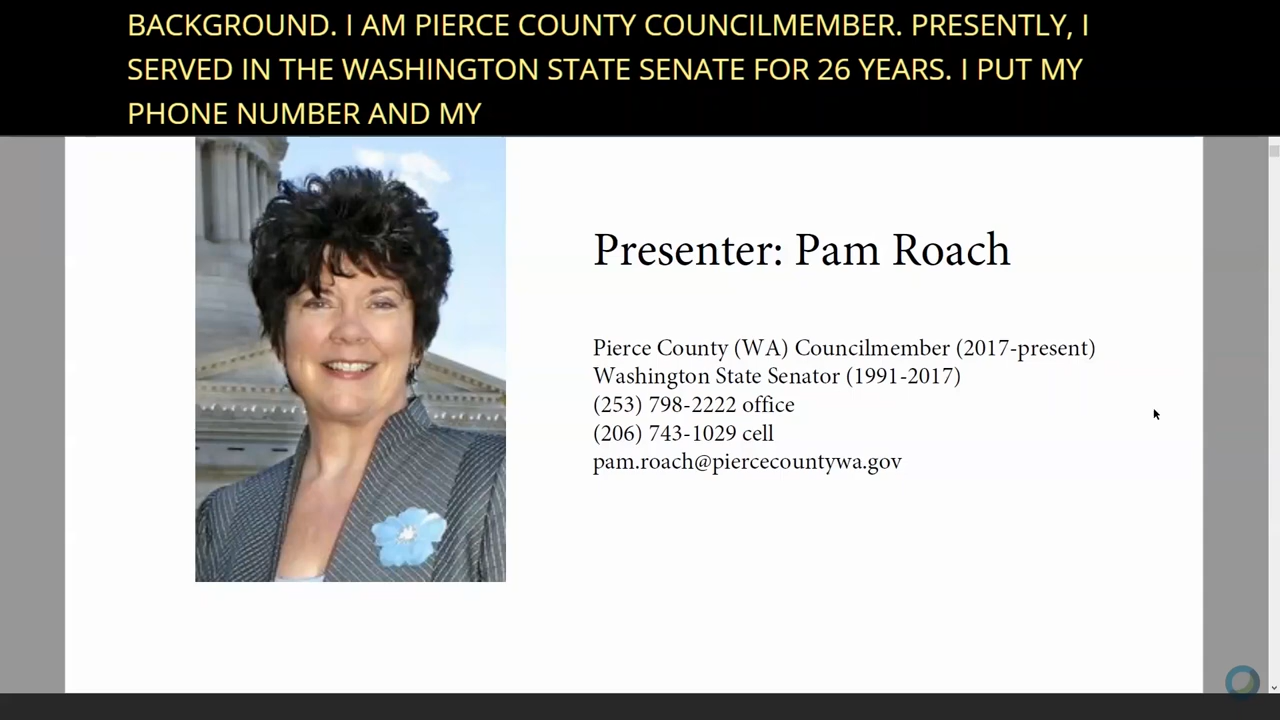 BACKGROUND. I AM PIERCE COUNTY COUNCILMEMBER. PRESENTLY, I
SERVED IN THE WASHINGTON STATE SENATE FOR 26 YEARS. I PUT MY
PHONE NUMBER AND MY
Presenter: Pam Roach
Pierce County (WA) Councilmember (2017-present)
Washington State Senator (1991-2017)
(253) 798-2222 office
(206) 743-1029 cell
pam.roach@piercecountywa.gov